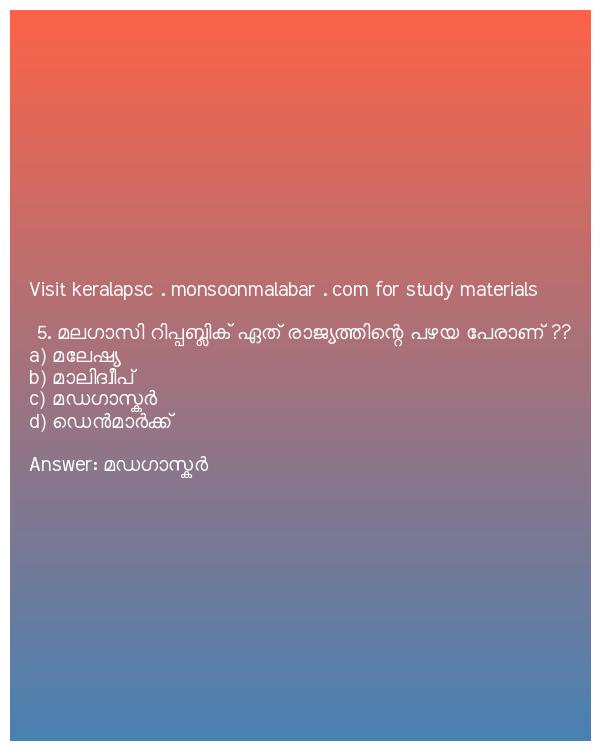 Visit keralapsc . monsoonmalabar . com for study materials
5. മലഗാസി റിപ്പബ്ലിക് ഏത് രാജ്യത്തിന്റെ പഴയ പേരാണ് ??
a) മലേഷ്യ
b) മാലിദ്വീപ്
c) മഡഗാസ്കർ
d) ഡെൻമാർക്ക്
Answer: മഡഗാസ്കർ